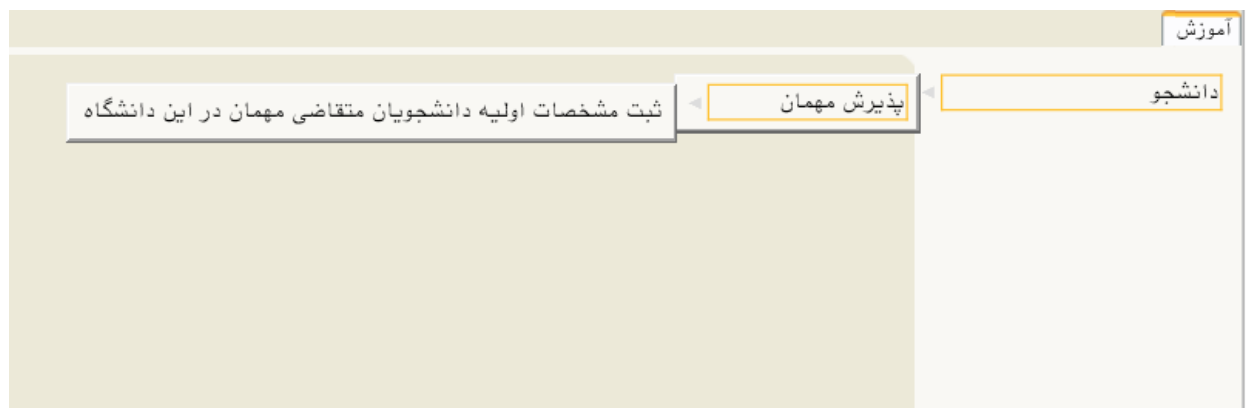 آموزش
دانشجو
پذیرش مهمان
ثبت مشخصات اولیه دانشجویان متقاضی مهمان در این دانشگاه